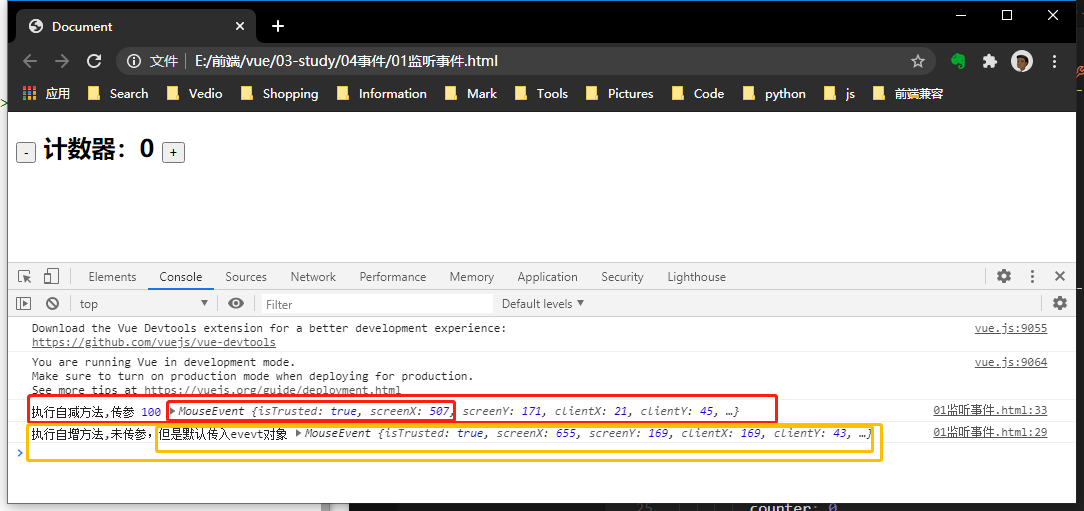 Document
文件 E:/前端/vue/03-study/04事件/01监听事件.html
应用 Search Vedio Shopping Information Mark Tools Pictures Code python js 前端兼容
- 计数器：0 +
Elements Console Sources Network Performance Memory Application Security Lighthouse
top Filter Default levels
Download the Vue Devtools extension for a better development experience: vue.js:9055
https://github.com/vuejs/vue-devtools
You are running Vue in development mode. vue.js:9064
Make sure to turn on production mode when deploying for production.
See more tips at https://vuejs.org/guide/deployment.html
执行自减方法,传参 100 MouseEvent {isTrusted: true, screenX: 507, screenY: 171, clientX: 21, clientY: 45, …} 01监听事件.html:33
执行自增方法,未传参，但是默认传入evevt对象 MouseEvent {isTrusted: true, screenX: 655, screenY: 169, clientX: 169, clientY: 43, …} 01监听事件.html:29
25 counter: 0